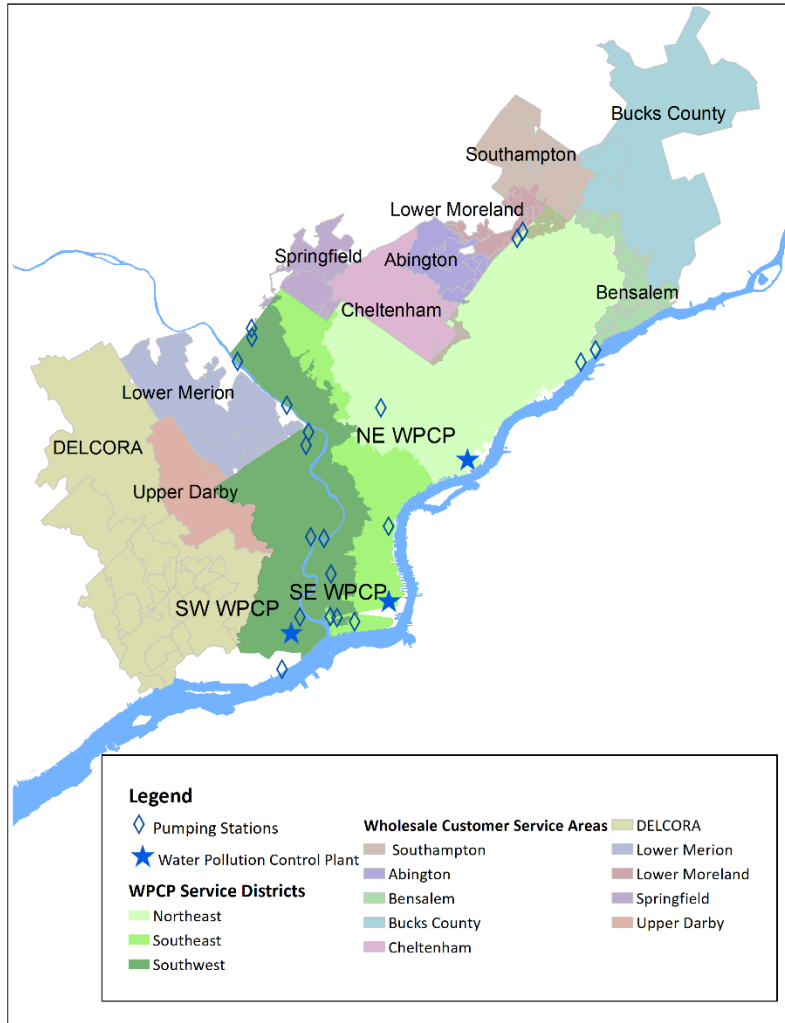 Bucks County
Southampton
Lower Moreland
Springfield
Abington
Bensalem
Cheltenham
Lower Merion
NE WPCP
DELCORA
Upper Darby
SE WPCP
SW WPCP
Legend
Pumping Stations
Water Pollution Control Plant
WPCP Service Districts
Northeast
Southeast
Southwest
Wholesale Customer Service Areas
Southampton
Abington
Bensalem
Bucks County
Cheltenham
DELCORA
Lower Merion
Lower Moreland
Springfield
Upper Darby